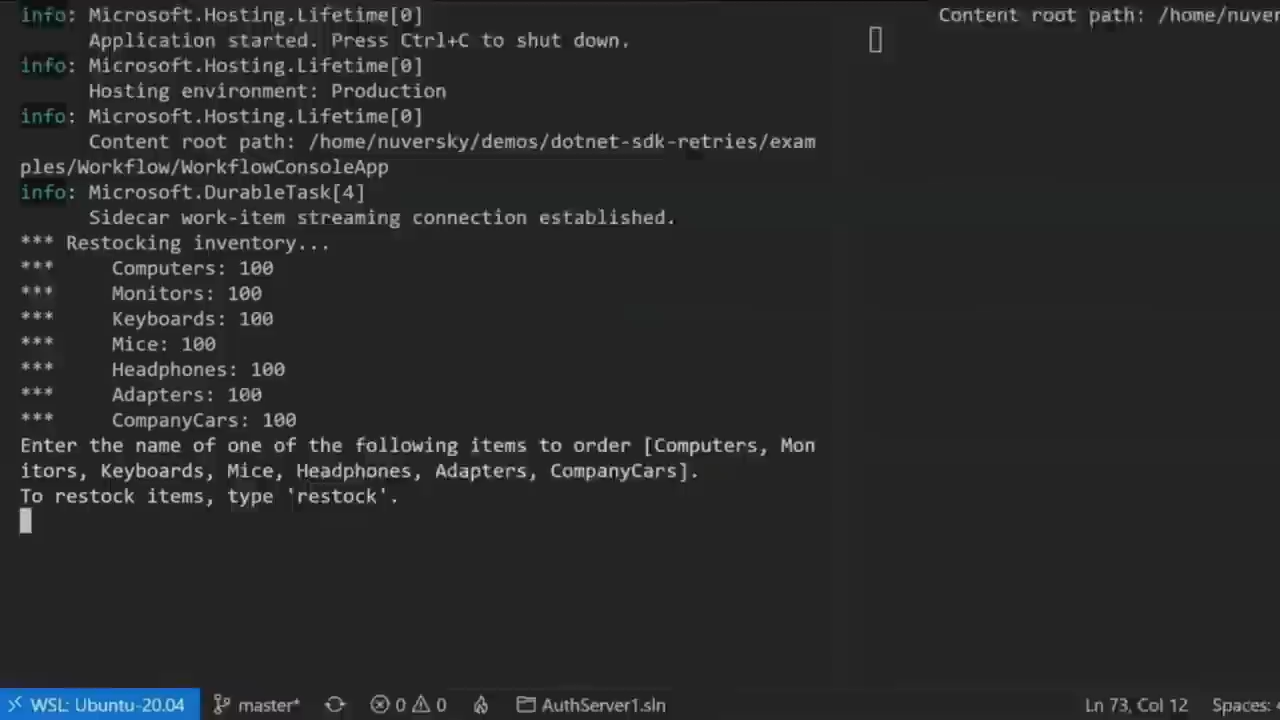 info: Microsoft.Hosting.Lifetime[0]
Application started. Press Ctrl+C to shut down.
info: Microsoft.Hosting.Lifetime[0]
Hosting environment: Production
info: Microsoft.Hosting.Lifetime[0]
Content root path: /home/nuversky/demos/dotnet-sdk-retries/exam
ples/Workflow/WorkflowConsoleApp
info: Microsoft.DurableTask[4]
Sidecar work-item streaming connection established.
*** Restocking inventory...
*** Computers: 100
*** Monitors: 100
*** Keyboards: 100
*** Mice: 100
*** Headphones: 100
*** Adapters: 100
*** CompanyCars: 100
Enter the name of one of the following items to order [Computers, Mon
itors, Keyboards, Mice, Headphones, Adapters, CompanyCars].
To restock items, type 'restock'.
Content root path: /home/nuver
WSL: Ubuntu-20.04 master* 0 0 AuthServer1.sln Ln 73, Col 12 Spaces: